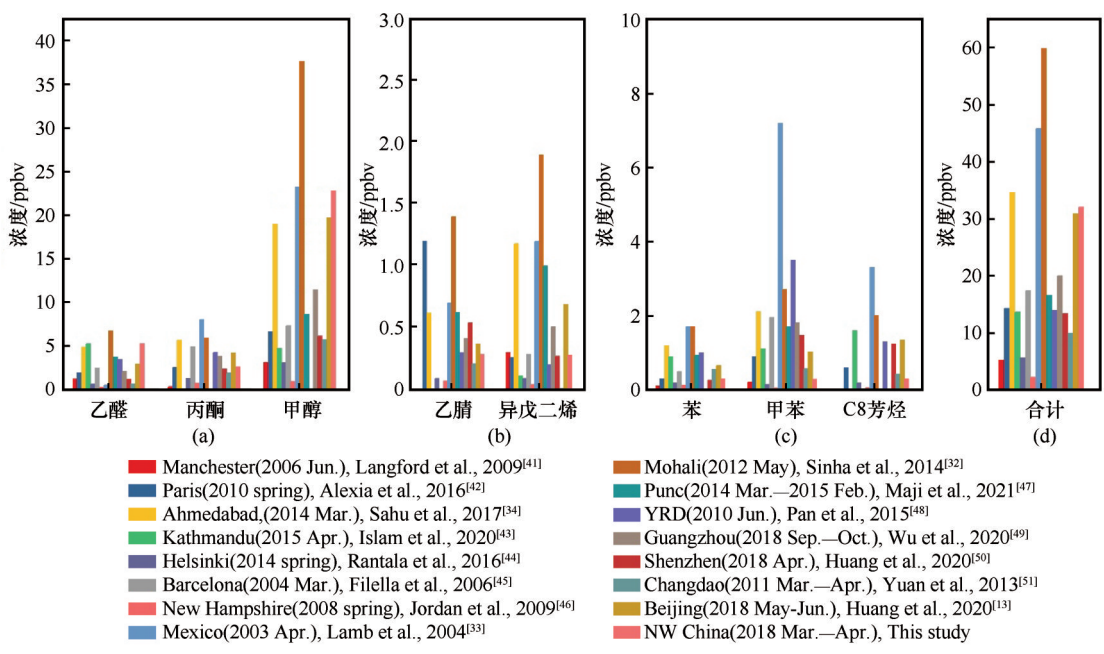 40
35
30
25
20
15
10
5
0
浓度/ppbv
乙醛 丙酮 甲醇
(a)
3.0
2.5
2.0
1.5
1.0
0.5
0
浓度/ppbv
乙腈 异戊二烯
(b)
10
8
6
4
2
0
浓度/ppbv
苯 甲苯 C8芳烃
(c)
60
50
40
30
20
10
0
浓度/ppbv
合计
(d)
Manchester(2006 Jun.), Langford et al., 2009[41]
Paris(2010 spring), Alexia et al., 2016[42]
Ahmedabad,(2014 Mar.), Sahu et al., 2017[34]
Kathmandu(2015 Apr.), Islam et al., 2020[43]
Helsinki(2014 spring), Rantala et al., 2016[44]
Barcelona(2004 Mar.), Filella et al., 2006[45]
New Hampshire(2008 spring), Jordan et al., 2009[46]
Mexico(2003 Apr.), Lamb et al., 2004[33]
Mohali(2012 May), Sinha et al., 2014[32]
Punc(2014 Mar.—2015 Feb.), Maji et al., 2021[47]
YRD(2010 Jun.), Pan et al., 2015[48]
Guangzhou(2018 Sep.—Oct.), Wu et al., 2020[49]
Shenzhen(2018 Apr.), Huang et al., 2020[50]
Changdao(2011 Mar.—Apr.), Yuan et al., 2013[51]
Beijing(2018 May-Jun.), Huang et al., 2020[13]
NW China(2018 Mar.—Apr.), This study